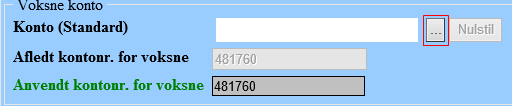 Voksne konto
Konto (Standard) ... Nulstil
Afledt kontonr. for voksne 481760
Anvendt kontonr. for voksne 481760